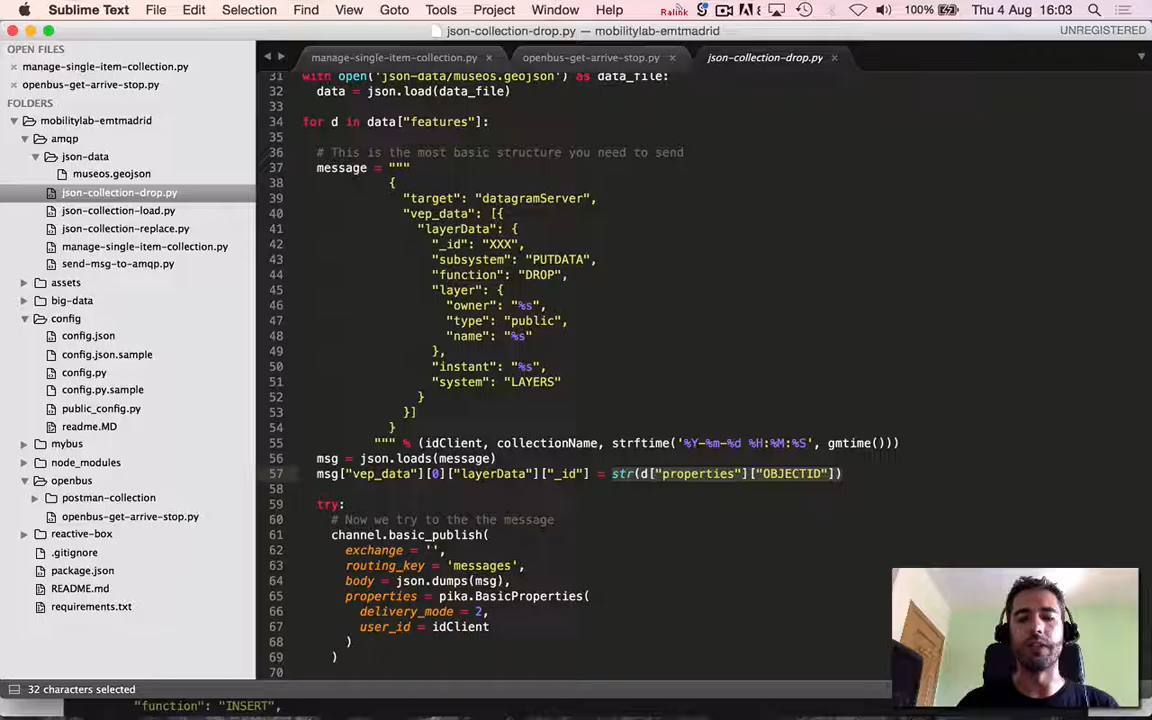 Sublime Text File Edit Selection Find View Goto Tools Project Window Help Ralink 100% Thu 4 Aug 16:03
json-collection-drop.py — mobilitylab-emtmadrid UNREGISTERED
OPEN FILES
manage-single-item-collection.py
openbus-get-arrive-stop.py
FOLDERS
mobilitylab-emtmadrid
amqp
json-data
museos.geojson
json-collection-drop.py
json-collection-load.py
json-collection-replace.py
manage-single-item-collection.py
send-msg-to-amqp.py
assets
big-data
config
config.json
config.json.sample
config.py
config.py.sample
public_config.py
readme.MD
mybus
node_modules
openbus
postman-collection
openbus-get-arrive-stop.py
reactive-box
.gitignore
package.json
README.md
requirements.txt
manage-single-item-collection.py × openbus-get-arrive-stop.py × json-collection-drop.py ×
31 with open('json-data/museos.geojson') as data_file:
32 data = json.load(data_file)
33
34 for d in data["features"]:
35
36 # This is the most basic structure you need to send
37 message = """
38 {
39 "target": "datagramServer",
40 "vep_data": [{
41 "layerData": {
42 "_id": "XXX",
43 "subsystem": "PUTDATA",
44 "function": "DROP",
45 "layer": {
46 "owner": "%s",
47 "type": "public",
48 "name": "%s"
49 },
50 "instant": "%s",
51 "system": "LAYERS"
52 }
53 }]
54 }
55 """ % (idClient, collectionName, strftime('%Y-%m-%d %H:%M:%S', gmtime()))
56 msg = json.loads(message)
57 msg["vep_data"][0]["layerData"]["_id"] = str(d["properties"]["OBJECTID"])
58
59 try:
60 # Now we try to the the message
61 channel.basic_publish(
62 exchange = '',
63 routing_key = 'messages',
64 body = json.dumps(msg),
65 properties = pika.BasicProperties(
66 delivery_mode = 2,
67 user_id = idClient
68 )
69 )
70
32 characters selected
"function": "INSERT",